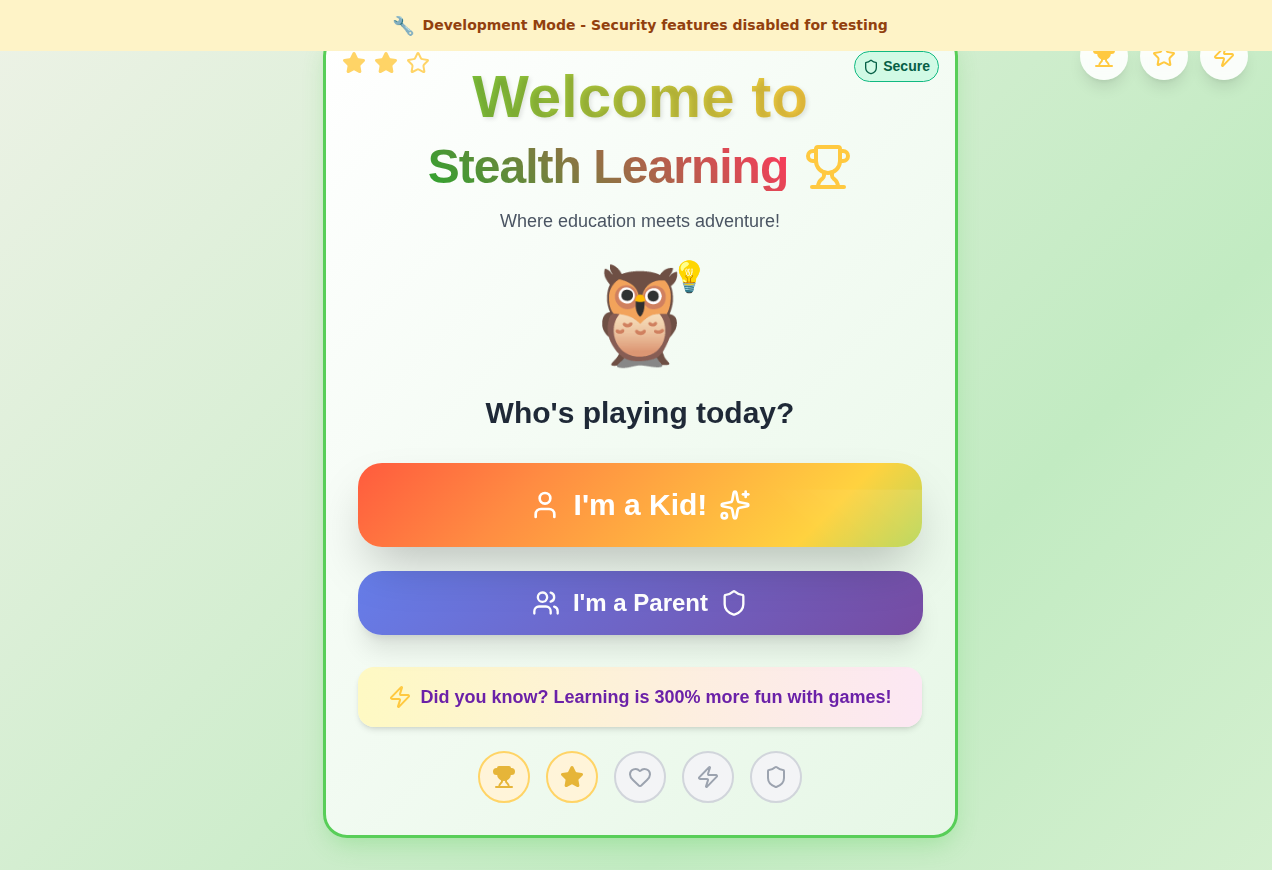 Development Mode - Security features disabled for testing
Secure
Welcome to
Stealth Learning
Where education meets adventure!
Who's playing today?
I'm a Kid!
I'm a Parent
Did you know? Learning is 300% more fun with games!